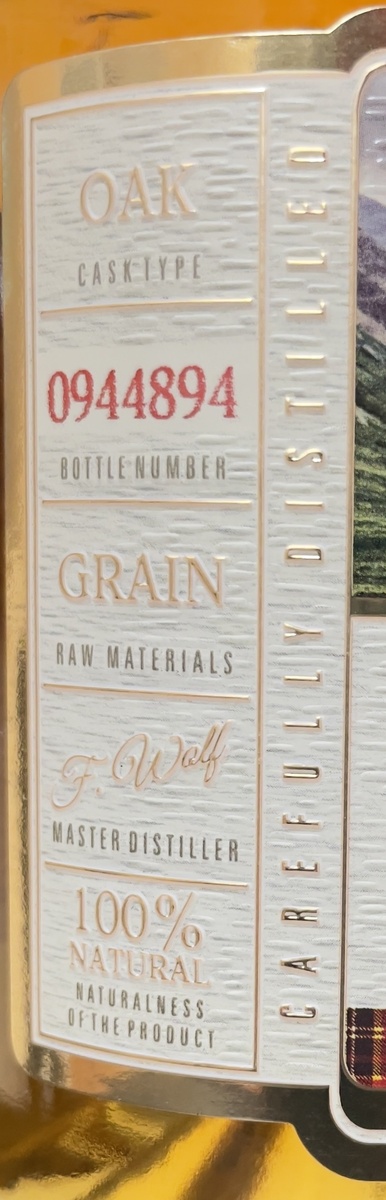 OAK
CASK TYPE
0944894
BOTTLE NUMBER
GRAIN
RAW MATERIALS
F. Wolf
MASTER DISTILLER
100%
NATURAL
NATURALNESS
OF THE PRODUCT
CAREFULLY DISTILLED